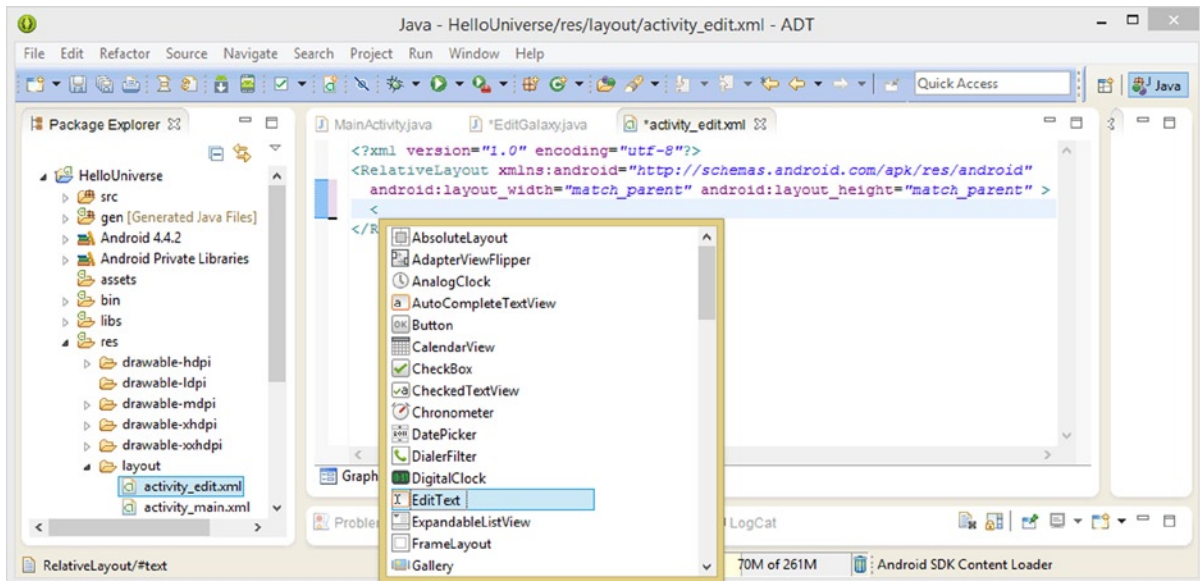 Java - HelloUniverse/res/layout/activity_edit.xml - ADT
File Edit Refactor Source Navigate Search Project Run Window Help
Quick Access
Java
Package Explorer
HelloUniverse
src
gen [Generated Java Files]
Android 4.4.2
Android Private Libraries
assets
bin
libs
res
drawable-hdpi
drawable-ldpi
drawable-mdpi
drawable-xhdpi
drawable-xxhdpi
layout
activity_edit.xml
activity_main.xml
MainActivity.java *EditGalaxy.java *activity_edit.xml
<?xml version="1.0" encoding="utf-8"?>
<RelativeLayout xmlns:android="http://schemas.android.com/apk/res/android"
android:layout_width="match_parent" android:layout_height="match_parent" >
<
</R
AbsoluteLayout
AdapterViewFlipper
AnalogClock
AutoCompleteTextView
Button
CalendarView
CheckBox
CheckedTextView
Chronometer
DatePicker
DialerFilter
DigitalClock
EditText
ExpandableListView
FrameLayout
Gallery
Graph
Problem
LogCat
RelativeLayout/#text
70M of 261M
Android SDK Content Loader